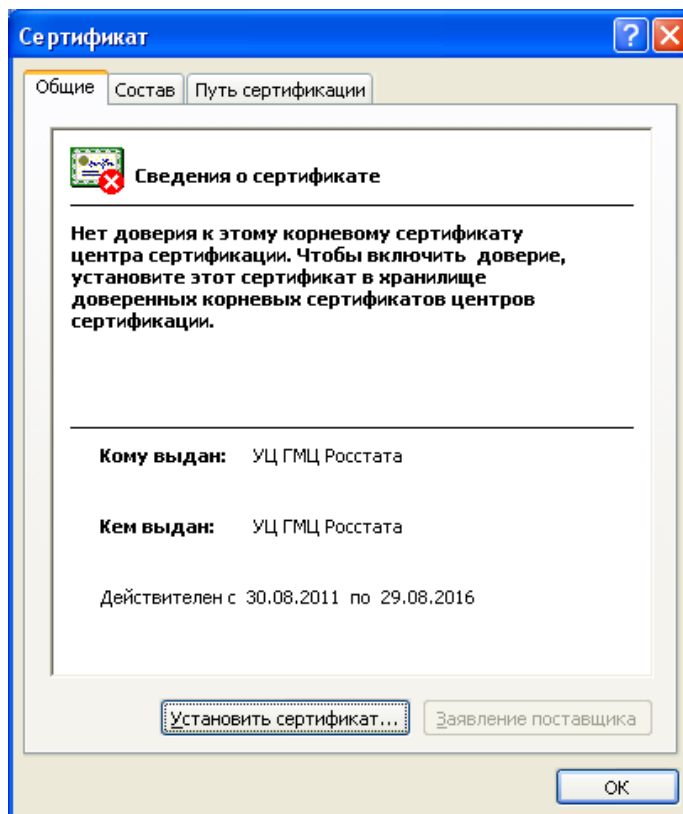 Сертификат
Общие
Состав
Путь сертификации
Сведения о сертификате
Нет доверия к этому корневому сертификату
центра сертификации. Чтобы включить доверие,
установите этот сертификат в хранилище
доверенных корневых сертификатов центров
сертификации.
Кому выдан: УЦ ГМЦ Росстата
Кем выдан: УЦ ГМЦ Росстата
Действителен с 30.08.2011 по 29.08.2016
Установить сертификат...
Заявление поставщика
ОК